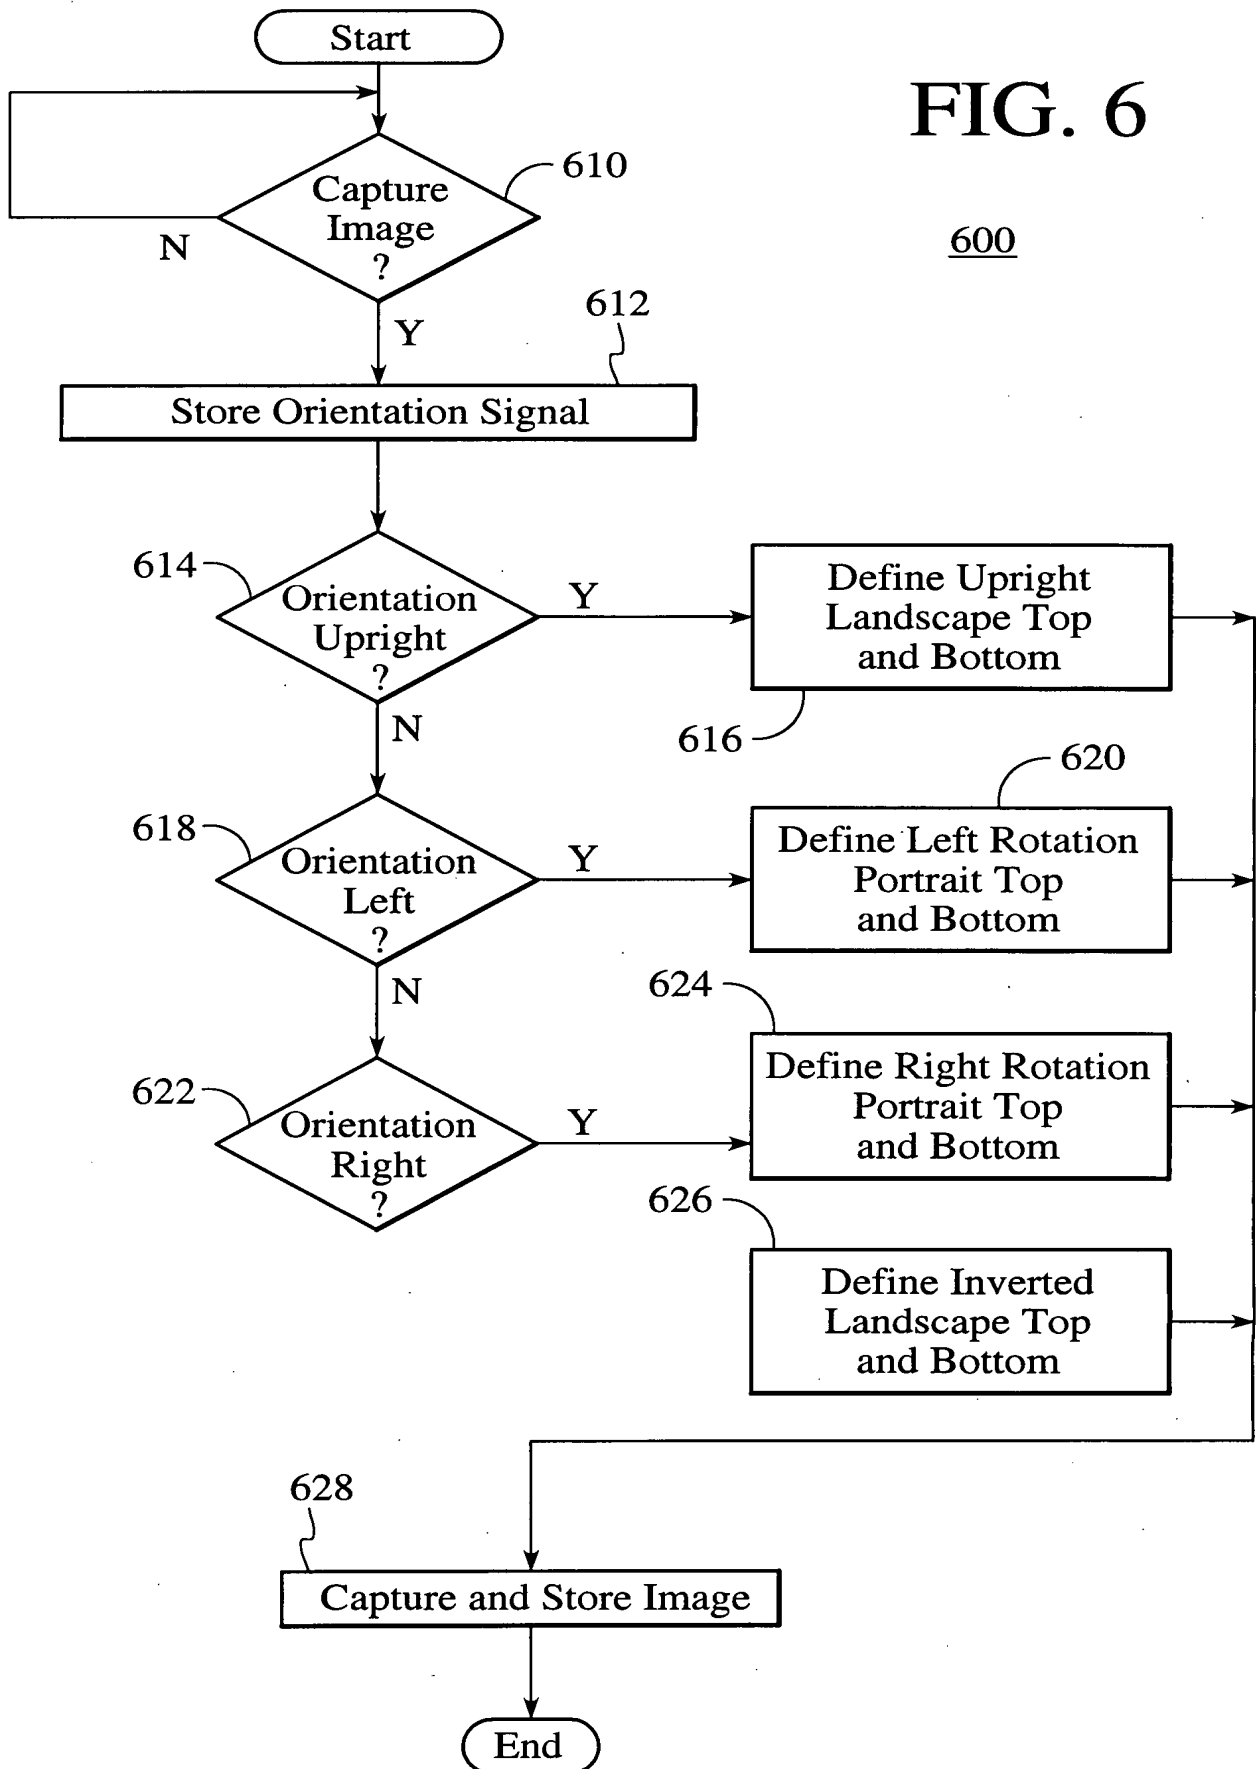 Start
FIG. 6
600
610
Capture
Image
?
N
Y
612
Store Orientation Signal
614
Orientation
Upright
?
Y
N
Define Upright
Landscape Top
and Bottom
616
618
Orientation
Left
?
Y
N
620
Define Left Rotation
Portrait Top
and Bottom
622
Orientation
Right
?
Y
624
Define Right Rotation
Portrait Top
and Bottom
626
Define Inverted
Landscape Top
and Bottom
628
Capture and Store Image
End